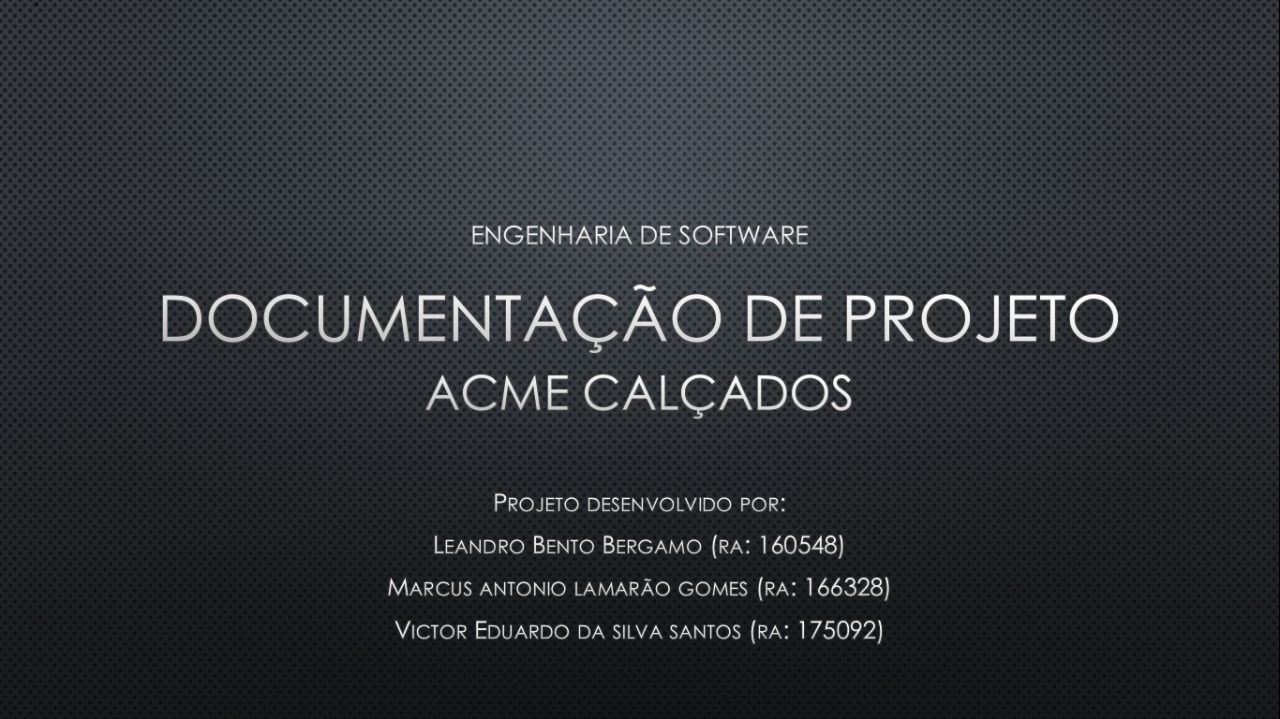 ENGENHARIA DE SOFTWARE
DOCUMENTAÇÃO DE PROJETO
ACME CALÇADOS
Projeto desenvolvido por:
Leandro Bento Bergamo (ra: 160548)
Marcus antonio lamarão gomes (ra: 166328)
Victor Eduardo da silva santos (ra: 175092)